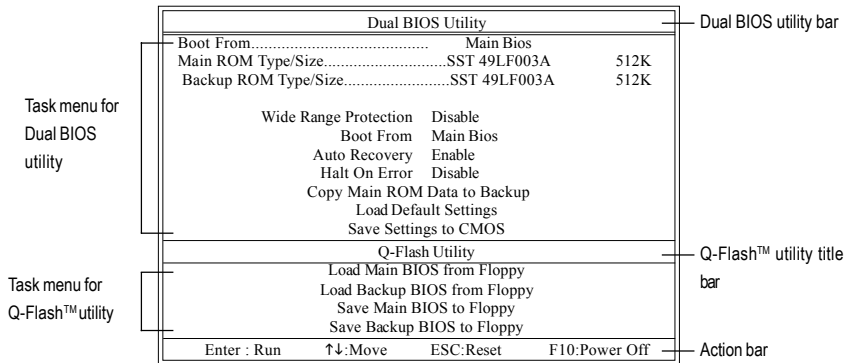 Dual BIOS Utility
Dual BIOS utility bar
Boot From.......................................... Main Bios
Main ROM Type/Size.............................SST 49LF003A 512K
Backup ROM Type/Size.........................SST 49LF003A 512K
Task menu for
Dual BIOS
utility
Wide Range Protection Disable
Boot From Main Bios
Auto Recovery Enable
Halt On Error Disable
Copy Main ROM Data to Backup
Load Default Settings
Save Settings to CMOS
Q-Flash Utility
Q-Flash™ utility title
bar
Task menu for
Q-Flash™utility
Load Main BIOS from Floppy
Load Backup BIOS from Floppy
Save Main BIOS to Floppy
Save Backup BIOS to Floppy
Enter : Run ↑↓:Move ESC:Reset F10:Power Off
Action bar